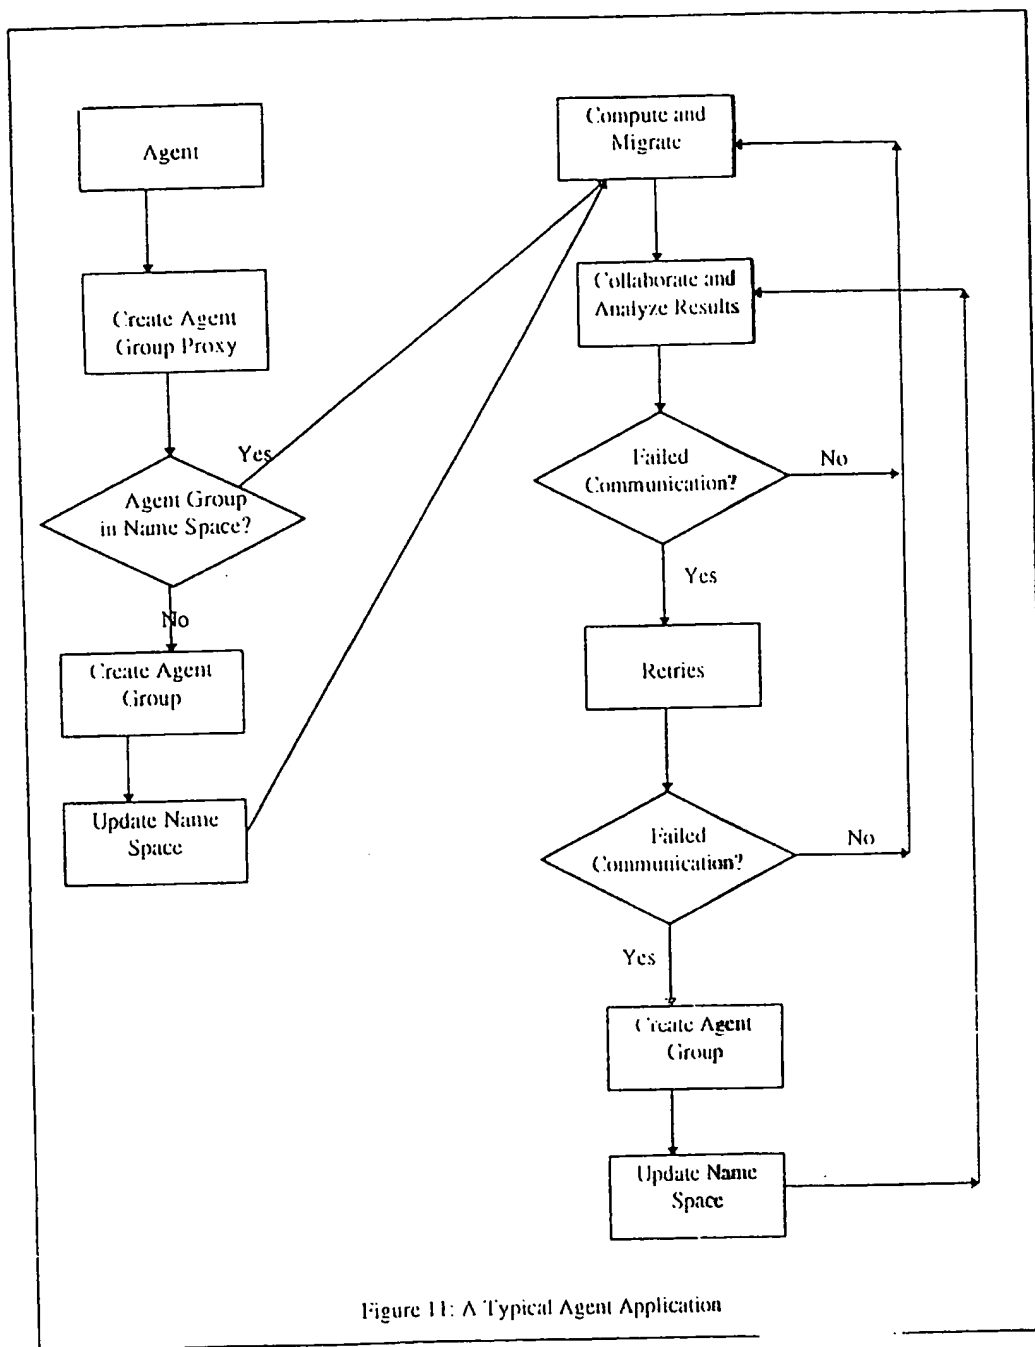 Agent
Create Agent
Group Proxy
Yes
Agent Group
in Name Space?
No
Create Agent
Group
Update Name
Space
Compute and
Migrate
Collaborate and
Analyze Results
Failed
Communication?
No
Yes
Retries
Failed
Communication?
No
Yes
Create Agent
Group
Update Name
Space
Figure 11: A Typical Agent Application